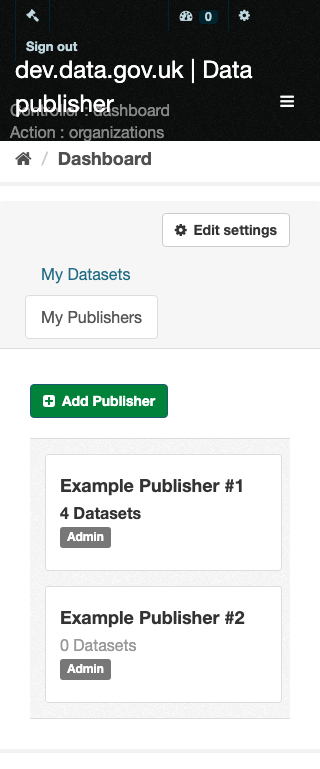 0
Sign out
dev.data.gov.uk | Data
publisher
Controller : dashboard
Action : organizations
/ Dashboard
Edit settings
My Datasets
My Publishers
Add Publisher
Example Publisher #1
4 Datasets
Admin
Example Publisher #2
0 Datasets
Admin